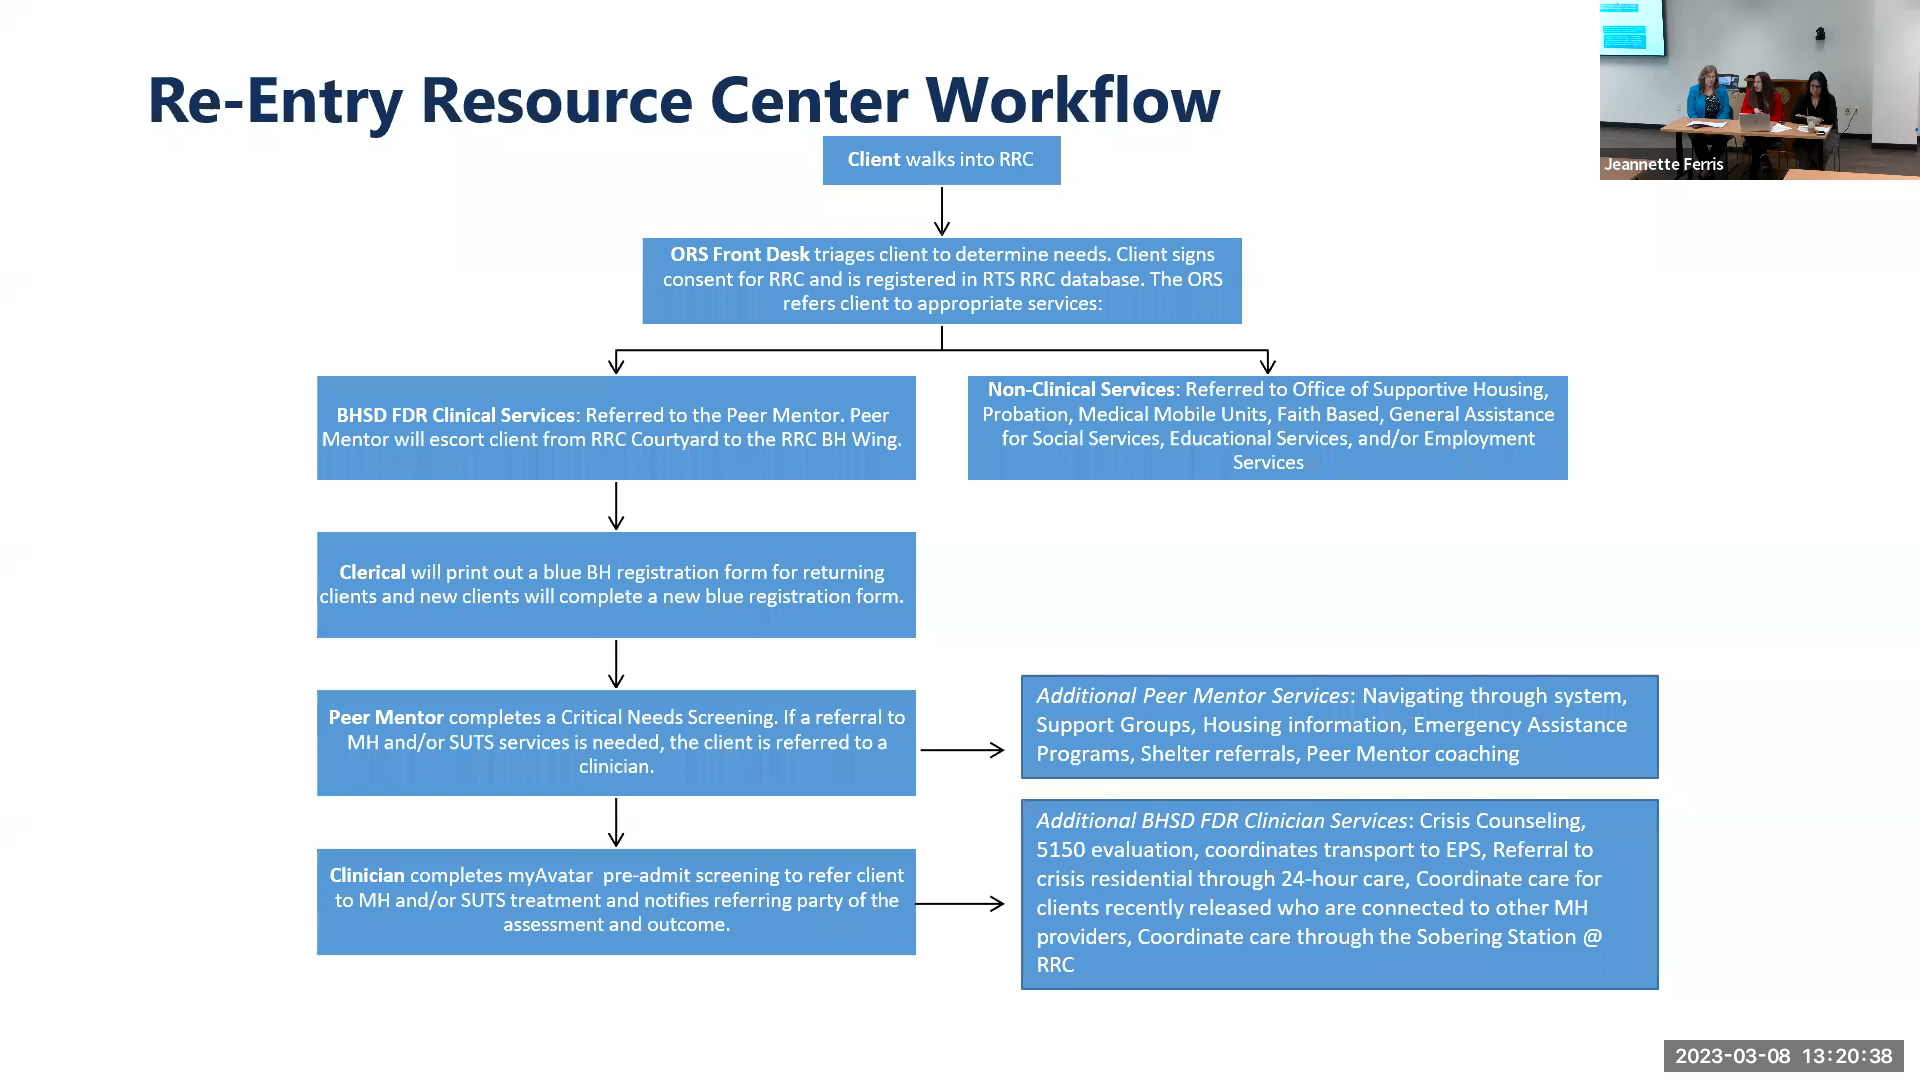 Re-Entry Resource Center Workflow
Client walks into RRC
ORS Front Desk triages client to determine needs. Client signs
consent for RRC and is registered in RTS RRC database. The ORS
refers client to appropriate services:
BHSD FDR Clinical Services: Referred to the Peer Mentor. Peer
Mentor will escort client from RRC Courtyard to the RRC BH Wing.
Non-Clinical Services: Referred to Office of Supportive Housing,
Probation, Medical Mobile Units, Faith Based, General Assistance
for Social Services, Educational Services, and/or Employment
Services
Clerical will print out a blue BH registration form for returning
clients and new clients will complete a new blue registration form.
Peer Mentor completes a Critical Needs Screening. If a referral to
MH and/or SUTS services is needed, the client is referred to a
clinician.
Additional Peer Mentor Services: Navigating through system,
Support Groups, Housing information, Emergency Assistance
Programs, Shelter referrals, Peer Mentor coaching
Clinician completes myAvatar  pre-admit screening to refer client
to MH and/or SUTS treatment and notifies referring party of the
assessment and outcome.
Additional BHSD FDR Clinician Services: Crisis Counseling,
5150 evaluation, coordinates transport to EPS, Referral to
crisis residential through 24-hour care, Coordinate care for
clients recently released who are connected to other MH
providers, Coordinate care through the Sobering Station @
RRC
Jeannette Ferris
2023-03-08 13:20:38